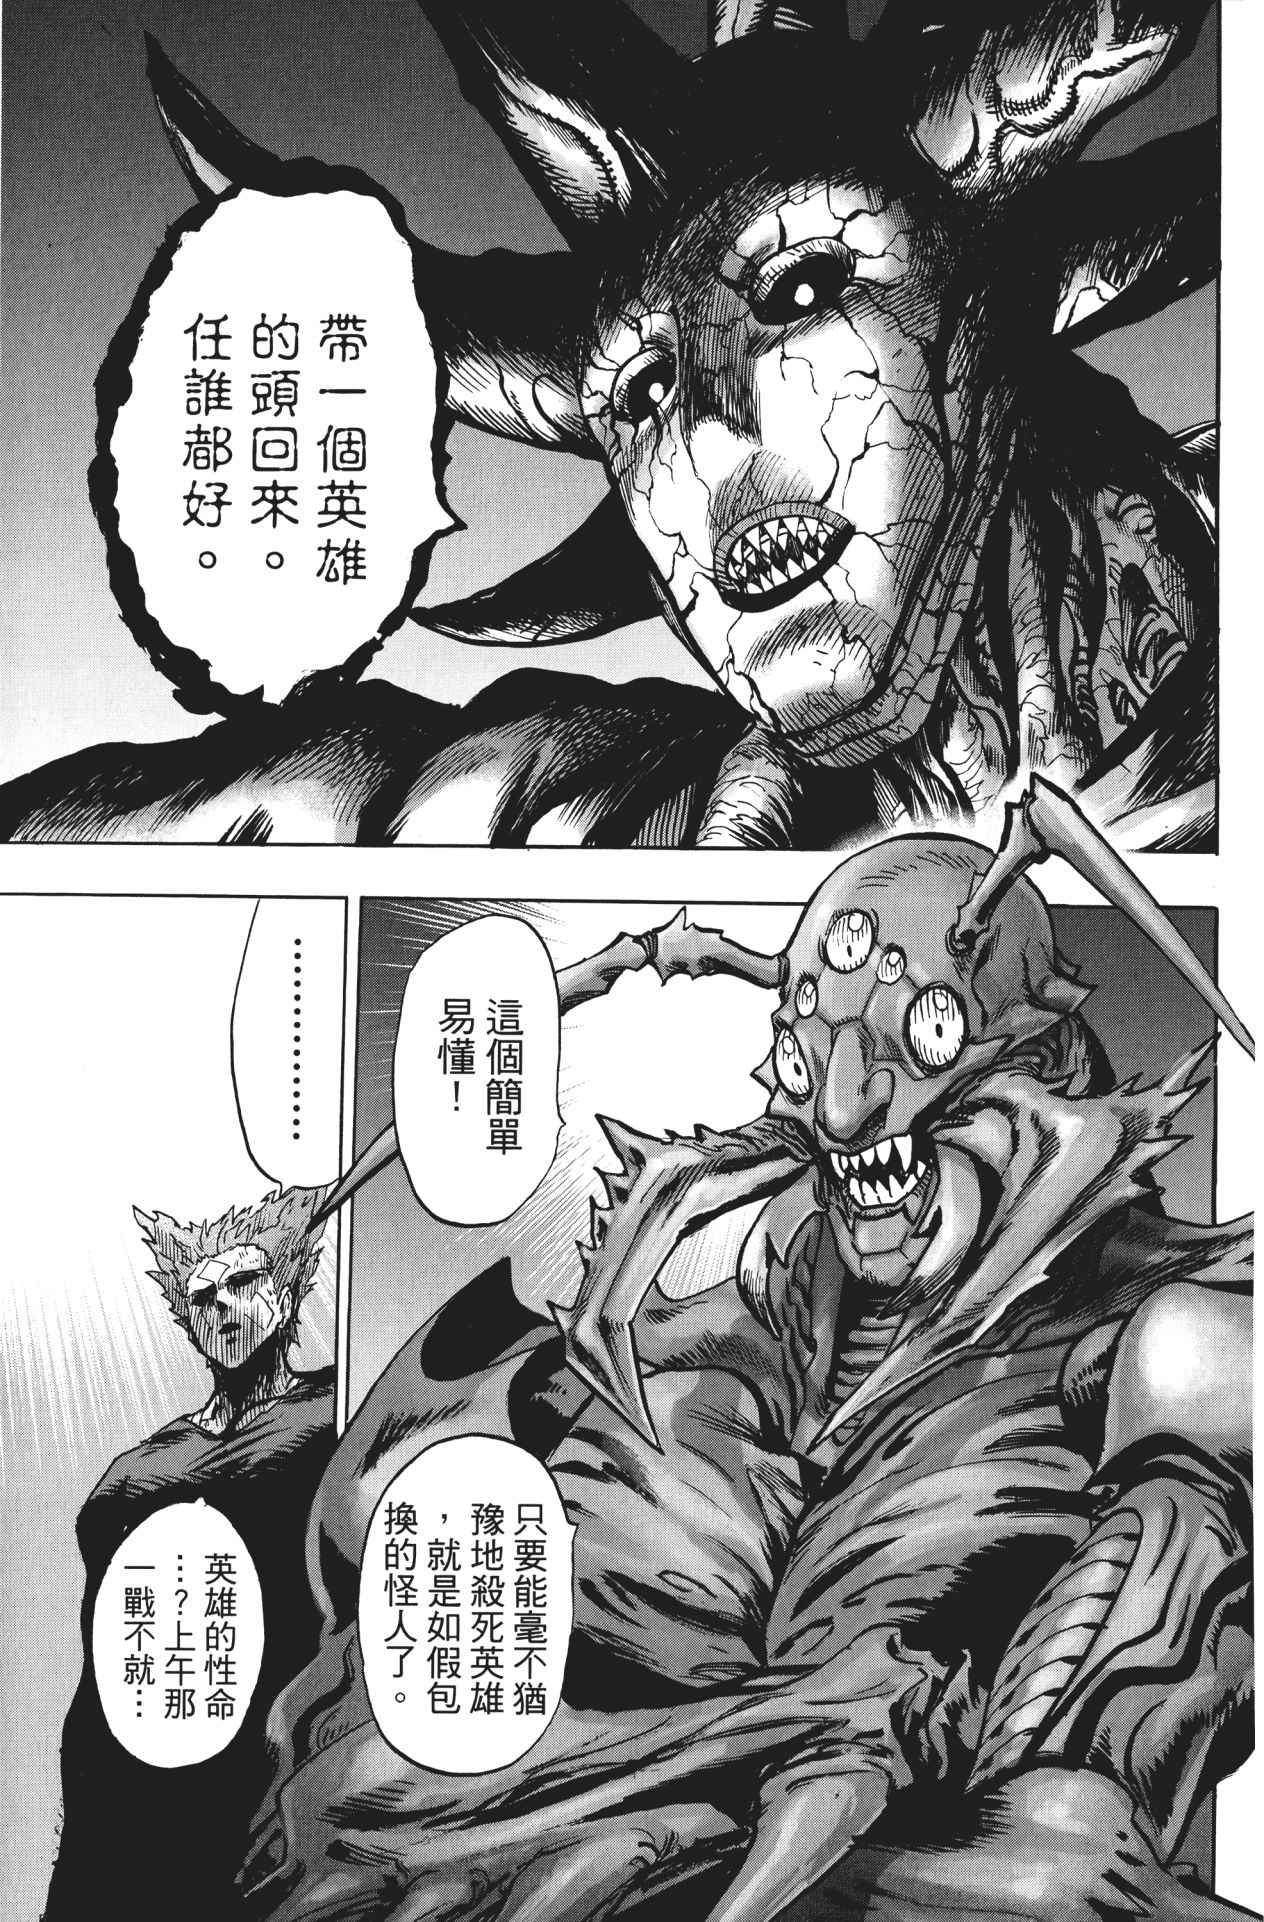 帶一個英雄
的頭回來。
任誰都好。
這個簡單
易懂！
…………
只要能毫不猶
豫地殺死英雄
，就是如假包
換的怪人了。
英雄的性命
…?上午那
一戰不就…